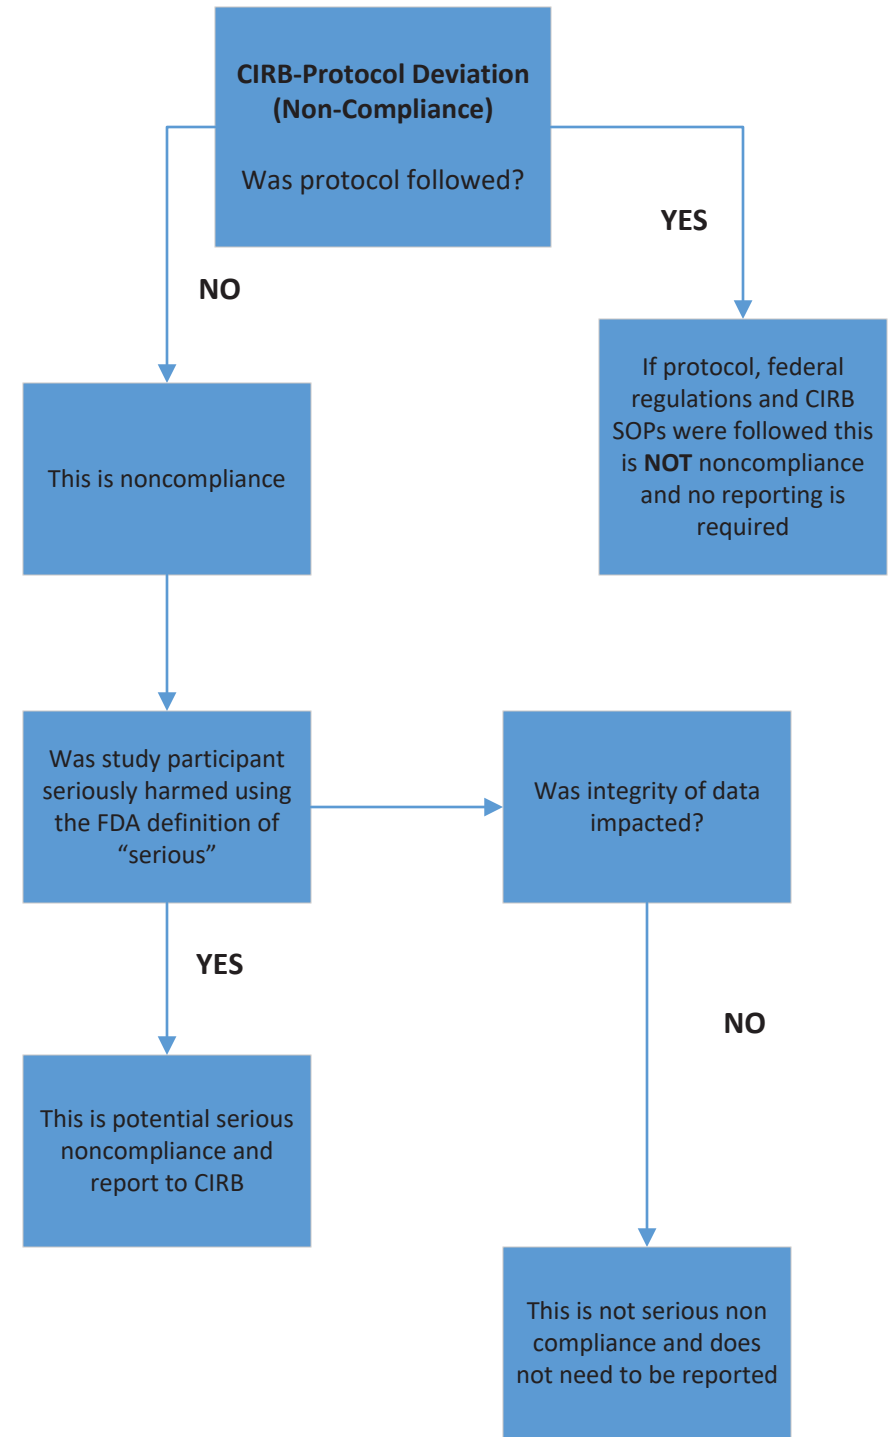 CIRB-Protocol Deviation
(Non-Compliance)
Was protocol followed?
YES
NO
If protocol, federal
regulations and CIRB
SOPs were followed this
is NOT noncompliance
and no reporting is
required
This is noncompliance
Was study participant
seriously harmed using
the FDA definition of
“serious”
Was integrity of data
impacted?
YES
NO
This is potential serious
noncompliance and
report to CIRB
This is not serious non
compliance and does
not need to be reported